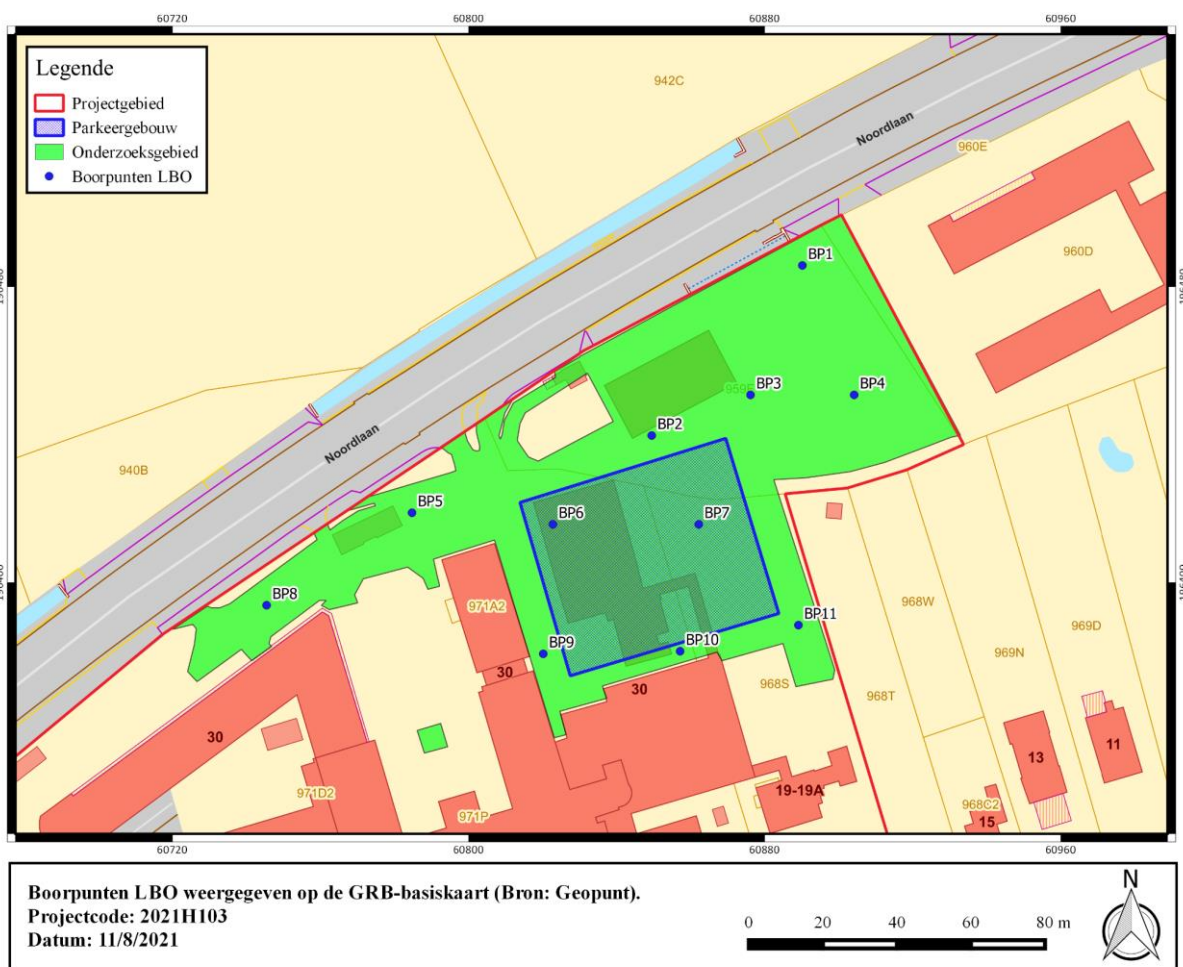 60720 60800 60880 60960
Legende
Projectgebied
Parkeergebouw
Onderzoeksgebied
Boorpunten LBO
942C
Noordlaan
960E
960D
BP1
BP3
BP4
BP2
940B
Noordlaan
BP5
BP6
BP7
BP8
971A2
BP9
BP10
BP11
968W
969D
969N
30
30
968S
968T
30
13
11
971D2
971P
19-19A
968C2
15
60720 60800 60880 60960
Boorpunten LBO weergegeven op de GRB-basiskaart (Bron: Geopunt).
Projectcode: 2021H103
Datum: 11/8/2021
0 20 40 60 80 m
N